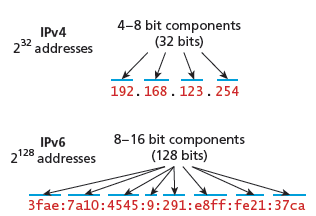 IPv4
2^32 addresses
4–8 bit components
(32 bits)
192.168.123.254
IPv6
2^128 addresses
8–16 bit components
(128 bits)
3fae:7a10:4545:9:291:e8ff:fe21:37ca